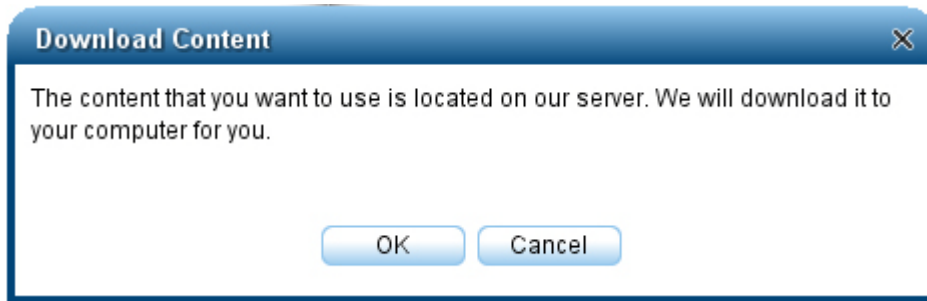 Download Content
The content that you want to use is located on our server. We will download it to
your computer for you.
OK
Cancel